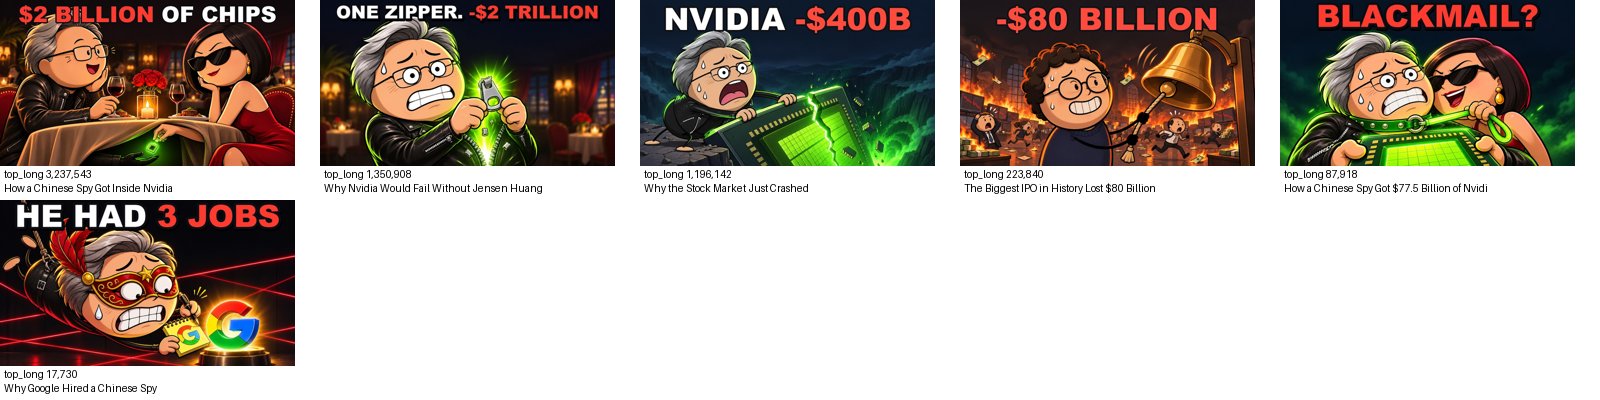 $2 BILLION OF CHIPS
top_long 3,237,543
How a Chinese Spy Got Inside Nvidia
ONE ZIPPER. -$2 TRILLION
top_long 1,350,908
Why Nvidia Would Fail Without Jensen Huang
NVIDIA -$400B
top_long 1,196,142
Why the Stock Market Just Crashed
-$80 BILLION
top_long 223,840
The Biggest IPO in History Lost $80 Billion
BLACKMAIL?
top_long 87,918
How a Chinese Spy Got $77.5 Billion of Nvidi
HE HAD 3 JOBS
G
G
top_long 17,730
Why Google Hired a Chinese Spy